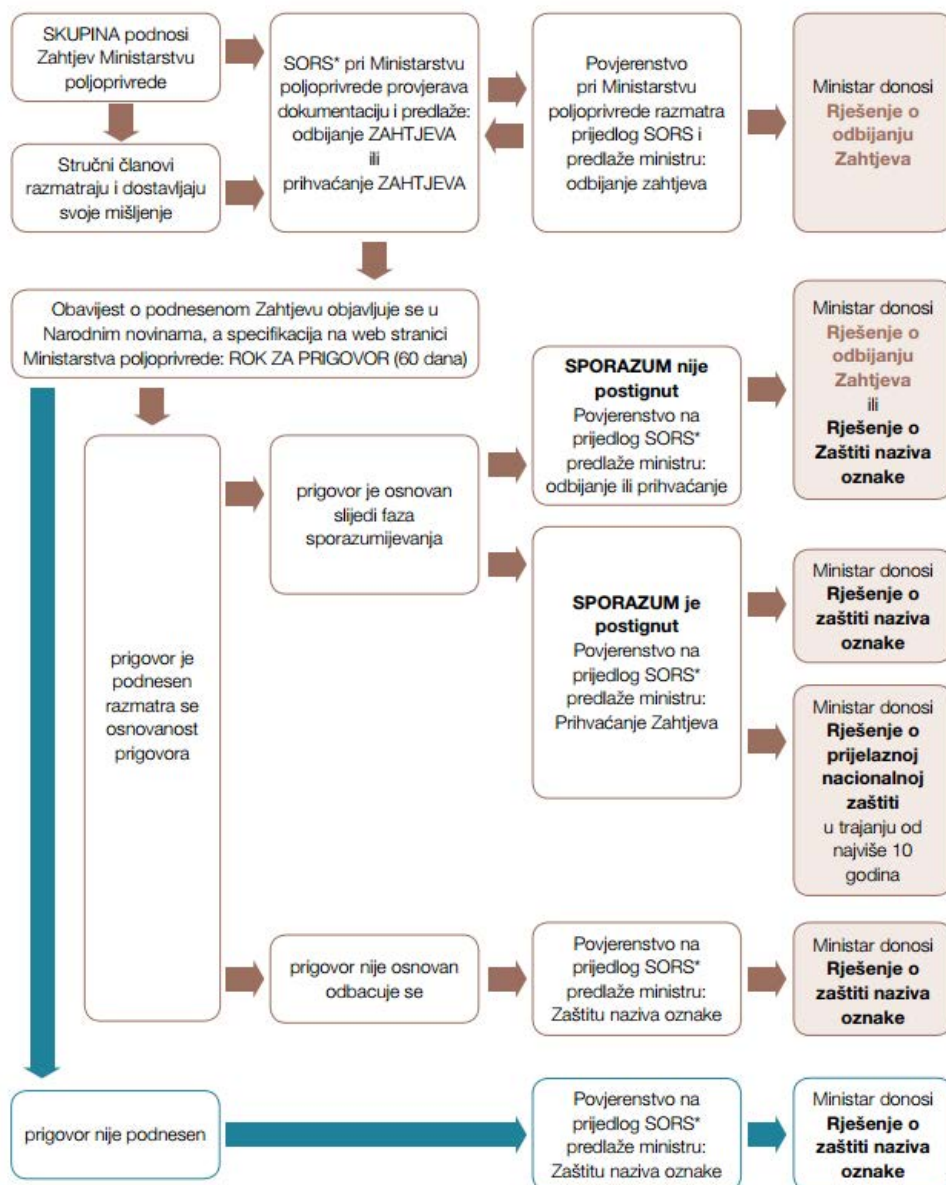 SKUPINA podnosi
Zahtjev Ministarstvu
poljoprivrede
Stručni članovi
razmatraju i dostavljaju
svoje mišljenje
SORS* pri Ministarstvu
poljoprivrede provjerava
dokumentaciju i predlaže:
odbijanje ZAHTJEVA
ili
prihvaćanje ZAHTJEVA
Povjerenstvo
pri Ministarstvu
poljoprivrede razmatra
prijedlog SORS i
predlaže ministru:
odbijanje zahtjeva
Ministar donosi
Rješenje o
odbijanju
Zahtjeva
Obavijest o podnesenom Zahtjevu objavljuje se u
Narodnim novinama, a specifikacija na web stranici
Ministarstva poljoprivrede: ROK ZA PRIGOVOR (60 dana)
prigovor je
podnesen
razmatra se
osnovanost
prigovora
prigovor je osnovan
slijedi faza
sporazumijevanja
SPORAZUM nije
postignut
Povjerenstvo na
prijedlog SORS*
predlaže ministru:
odbijanje ili prihvaćanje
Ministar donosi
Rješenje o
odbijanju
Zahtjeva
ili
Rješenje o
Zaštiti naziva
oznake
SPORAZUM je
postignut
Povjerenstvo na
prijedlog SORS*
predlaže ministru:
Prihvaćanje Zahtjeva
Ministar donosi
Rješenje o
zaštiti naziva
oznake
Ministar donosi
Rješenje o
prijelaznoj
nacionalnoj
zaštiti
u trajanju od
najviše 10
godina
prigovor nije osnovan
odbacuje se
Povjerenstvo na
prijedlog SORS*
predlaže ministru:
Zaštitu naziva oznake
Ministar donosi
Rješenje o
zaštiti naziva
oznake
prigovor nije podnesen
Povjerenstvo na
prijedlog SORS*
predlaže ministru:
Zaštitu naziva oznake
Ministar donosi
Rješenje o
zaštiti naziva
oznake